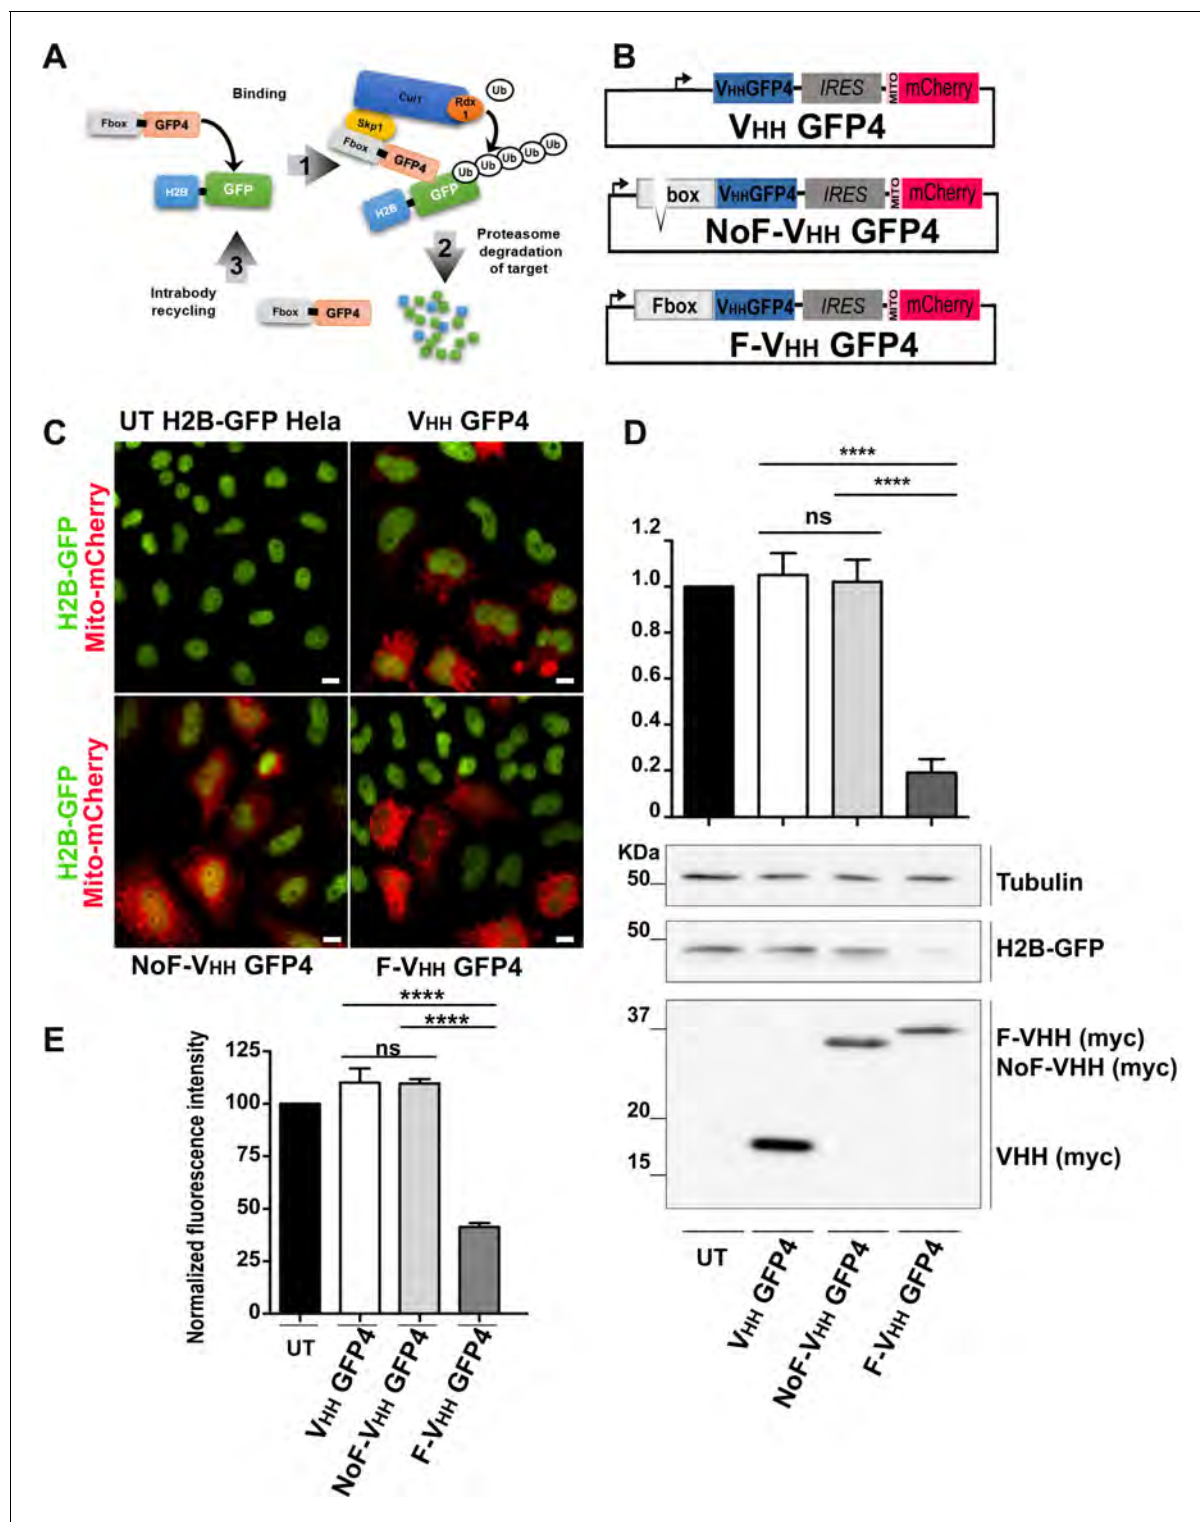 A
Binding
Fbox
GFP4
H2B
GFP
1
Cul1
Rdx
1
Ub
Skp1
Fbox
GFP4
Ub
Ub
Ub
Ub
Ub
H2B
GFP
2
Proteasome
degradation
of target
3
Intrabody
recycling
Fbox
GFP4
B
VHHGFP4
IRES
MITO
mCherry
VHH GFP4
box
VHHGFP4
IRES
MITO
mCherry
NoF-VHH GFP4
Fbox
VHHGFP4
IRES
MITO
mCherry
F-VHH GFP4
C
UT H2B-GFP Hela
VHH GFP4
H2B-GFP
Mito-mCherry
H2B-GFP
Mito-mCherry
NoF-VHH GFP4
F-VHH GFP4
D
****
****
ns
1.2
1.0
0.8
0.6
0.4
0.2
0
KDa
50
Tubulin
50
H2B-GFP
37
F-VHH (myc)
NoF-VHH (myc)
20
15
VHH (myc)
UT
VHH GFP4
NoF-VHH GFP4
F-VHH GFP4
E
****
****
ns
Normalized fluorescence intensity
125
100
75
50
25
0
UT
VHH GFP4
NoF-VHH GFP4
F-VHH GFP4